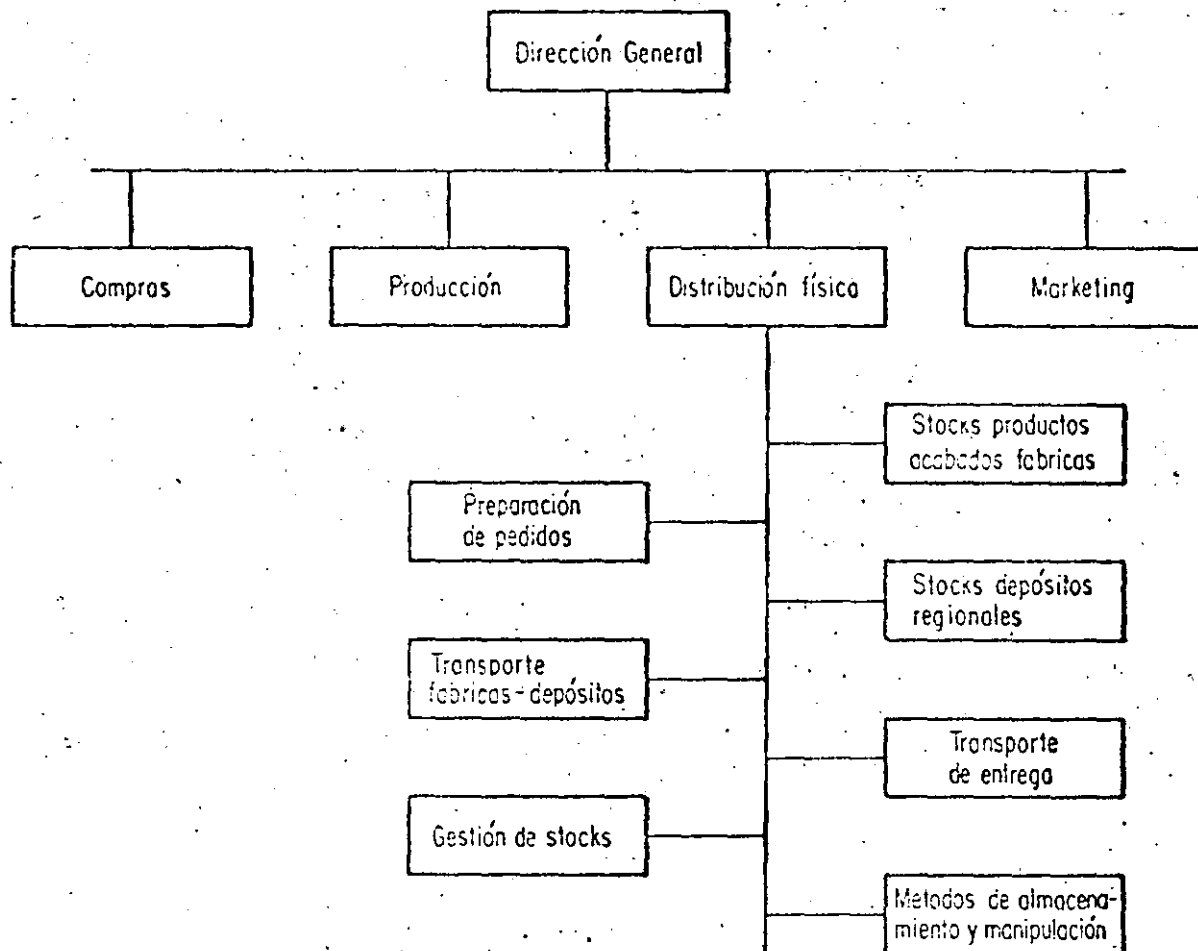 Dirección General
Compras
Producción
Distribución física
Marketing
Stocks productos
acabados fabricas
Preparación
de pedidos
Stocks depósitos
regionales
Transporte
fabricas-depósitos
Transporte
de entrega
Gestión de stocks
Metodos de almacena-
miento y manipulación